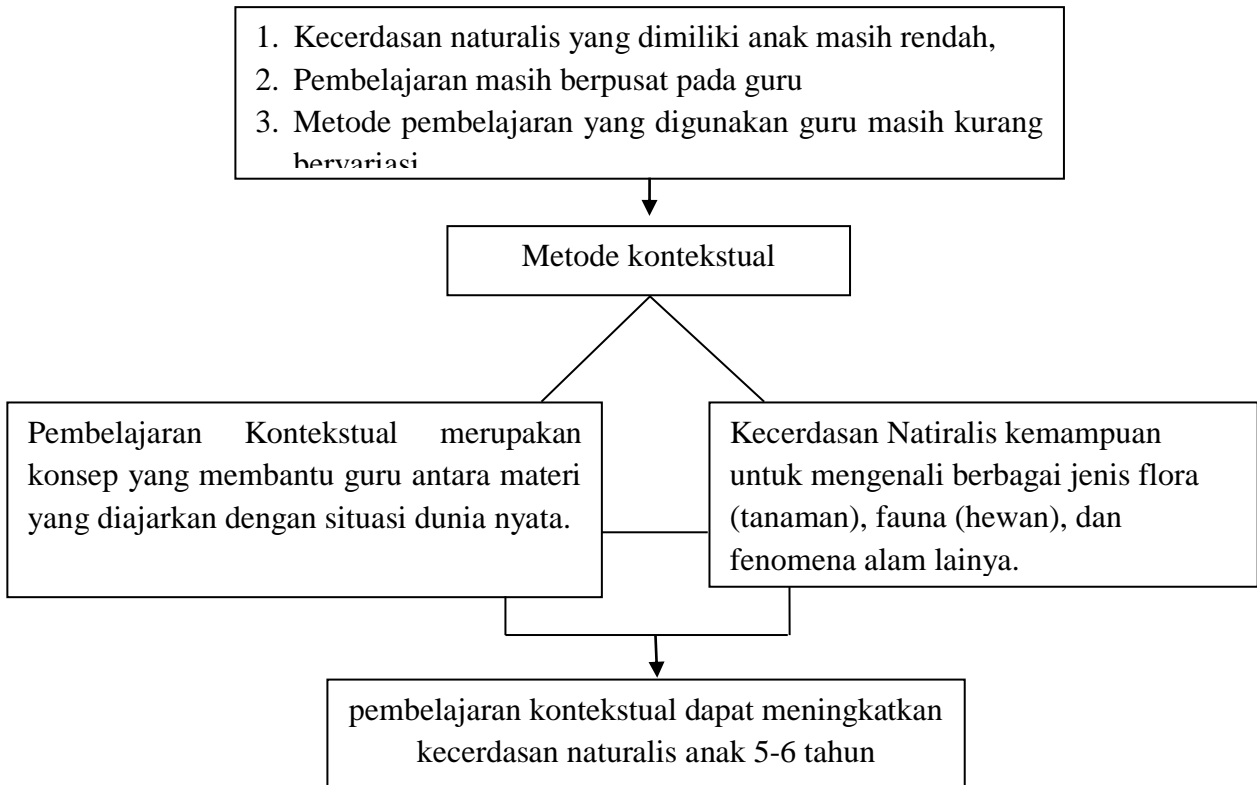 1. Kecerdasan naturalis yang dimiliki anak masih rendah,
2. Pembelajaran masih berpusat pada guru
3. Metode pembelajaran yang digunakan guru masih kurang
bervariasi
Metode kontekstual
Pembelajaran Kontekstual merupakan
konsep yang membantu guru antara materi
yang diajarkan dengan situasi dunia nyata.
Kecerdasan Natiralis kemampuan
untuk mengenali berbagai jenis flora
(tanaman), fauna (hewan), dan
fenomena alam lainya.
pembelajaran kontekstual dapat meningkatkan
kecerdasan naturalis anak 5-6 tahun